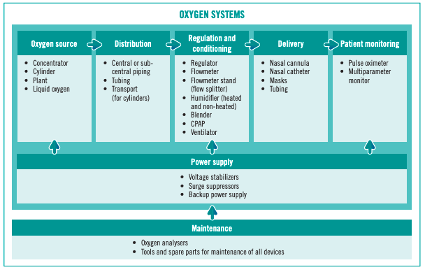 OXYGEN SYSTEMS
Oxygen source
• Concentrator
• Cylinder
• Plant
• Liquid oxygen
Distribution
• Central or sub-
central piping
• Tubing
• Transport
(for cylinders)
Regulation and
conditioning
• Regulator
• Flowmeter
• Flowmeter stand
(flow splitter)
• Humidifier (heated
and non-heated)
• Blender
• CPAP
• Ventilator
Delivery
• Nasal cannula
• Nasal catheter
• Masks
• Tubing
Patient monitoring
• Pulse oximeter
• Multiparameter
monitor
Power supply
• Voltage stabilizers
• Surge suppressors
• Backup power supply
Maintenance
• Oxygen analysers
• Tools and spare parts for maintenance of all devices